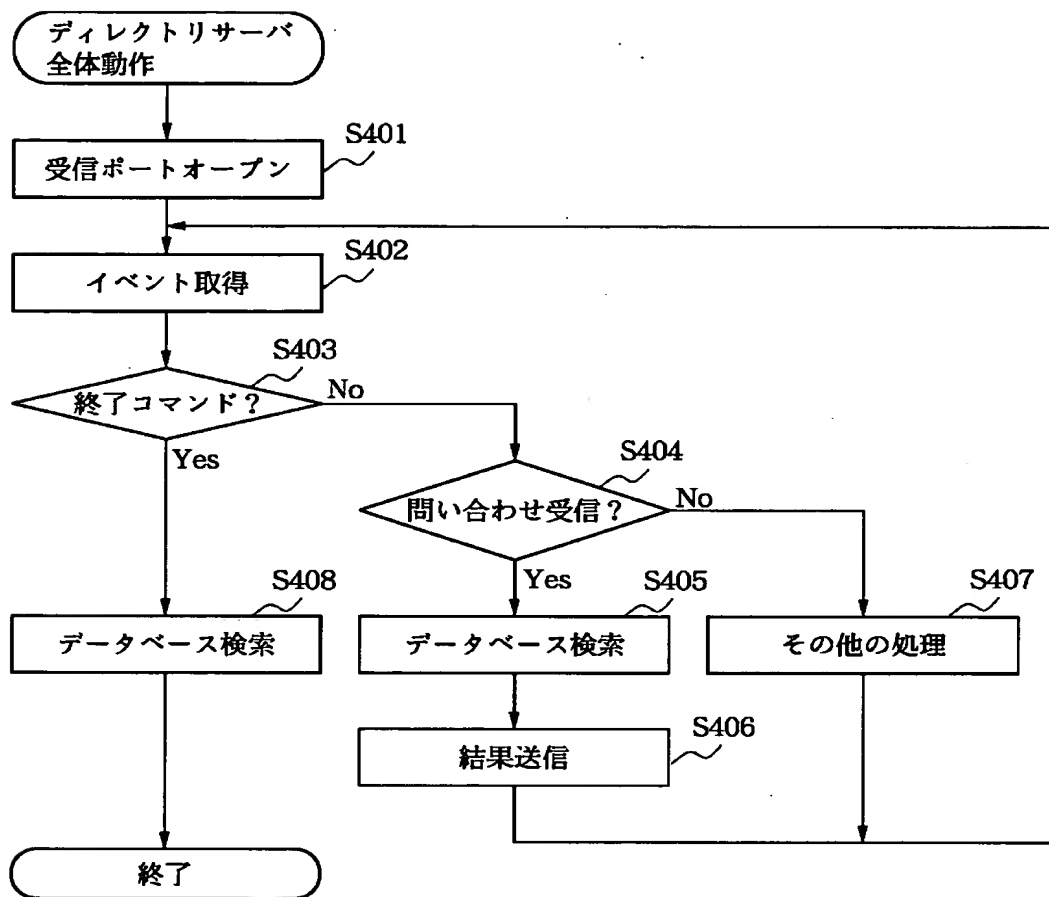 ディレクトリサーバ
全体動作
S401
受信ポートオープン
S402
イベント取得
S403
終了コマンド？
No
Yes
S404
問い合わせ受信？
No
Yes
S408
データベース検索
S405
データベース検索
S407
その他の処理
S406
結果送信
終了